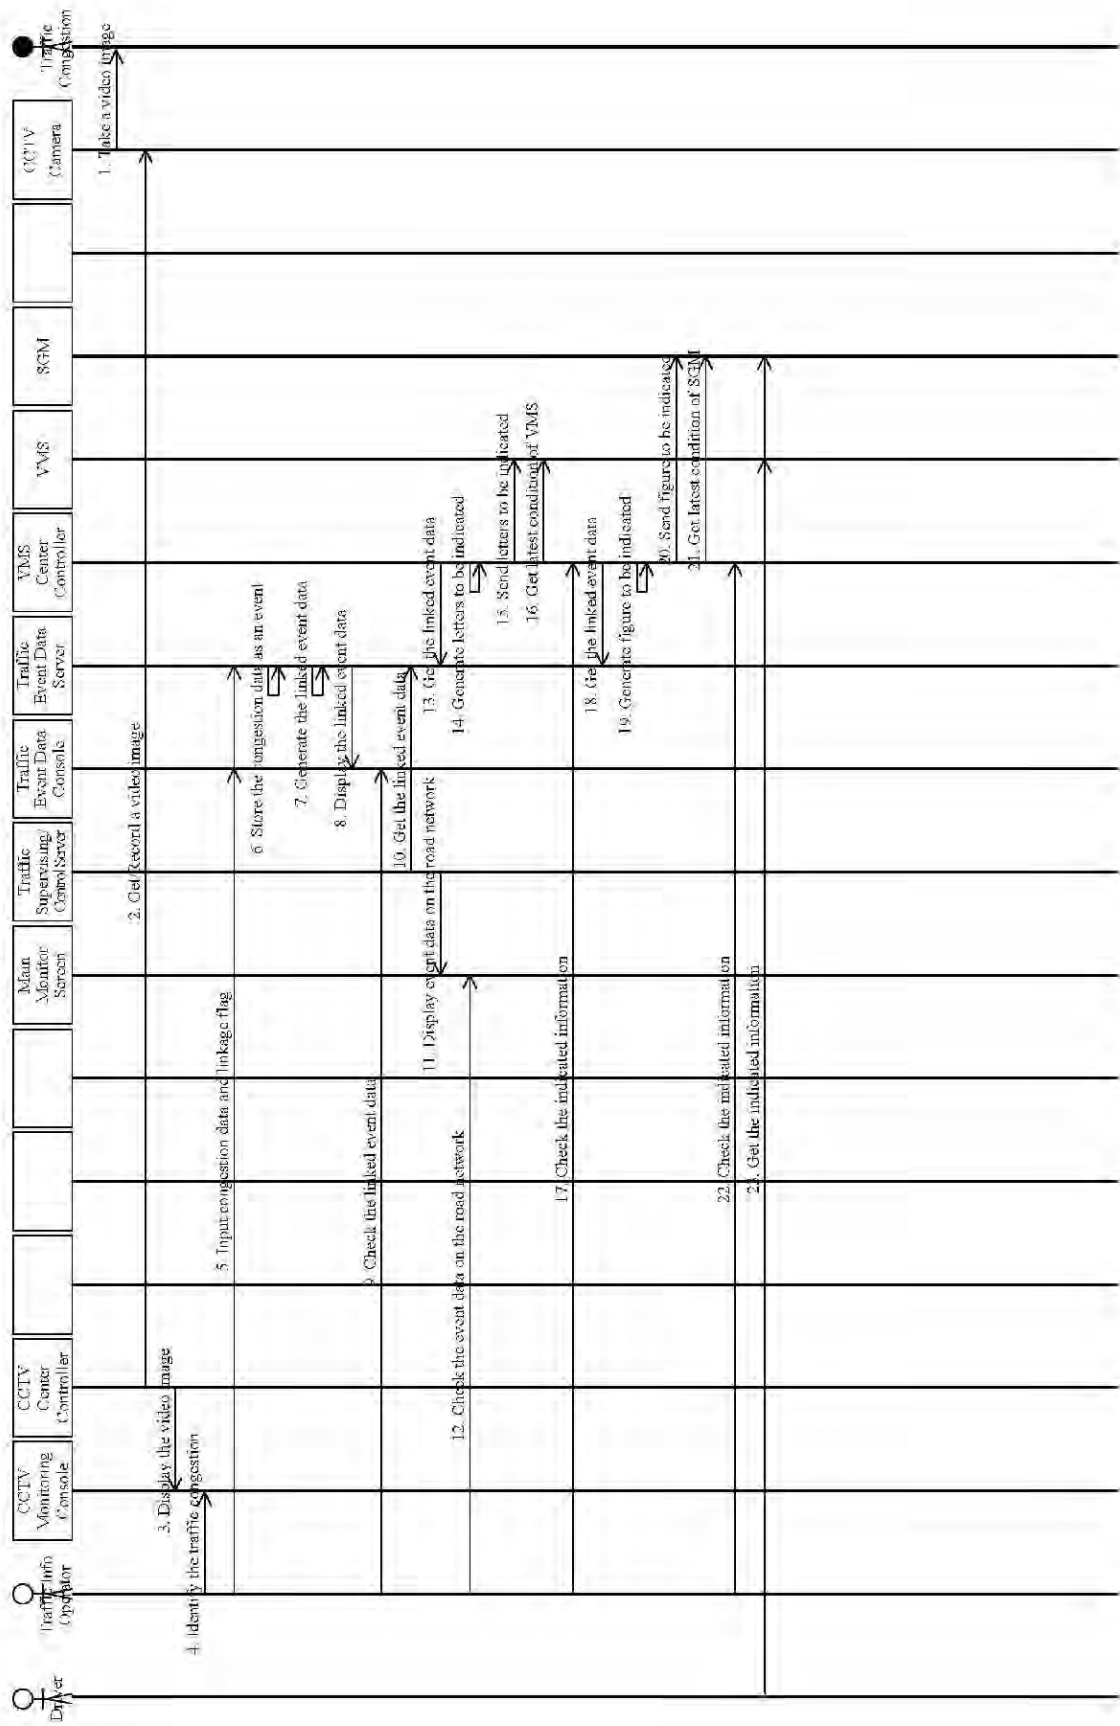 Driver
Traffic Info
Operator
CCTV
Monitoring
Console
CCTV
Center
Controller
Main
Monitor
Screen
Traffic
Supervising/
Control Server
Traffic
Event Data
Console
Traffic
Event Data
Server
VMS
Center
Controller
VMS
SGM
CCTV
Camera
Traffic
Congestion
1. Take a video image
2. Get/Record a video image
3. Display the video image
4. Identify the traffic congestion
5. Input congestion data and linkage flag
6. Store the congestion data as an event
7. Generate the linked event data
8. Display the linked event data
9. Check the linked event data
10. Get the linked event data
11. Display event data on the road network
12. Check the event data on the road network
13. Get the linked event data
14. Generate letters to be indicated
15. Send letters to be indicated
16. Get latest condition of VMS
17. Check the indicated information
18. Get the linked event data
19. Generate figure to be indicated
20. Send figure to be indicated
21. Get latest condition of SGM
22. Check the indicated information
23. Get the indicated information